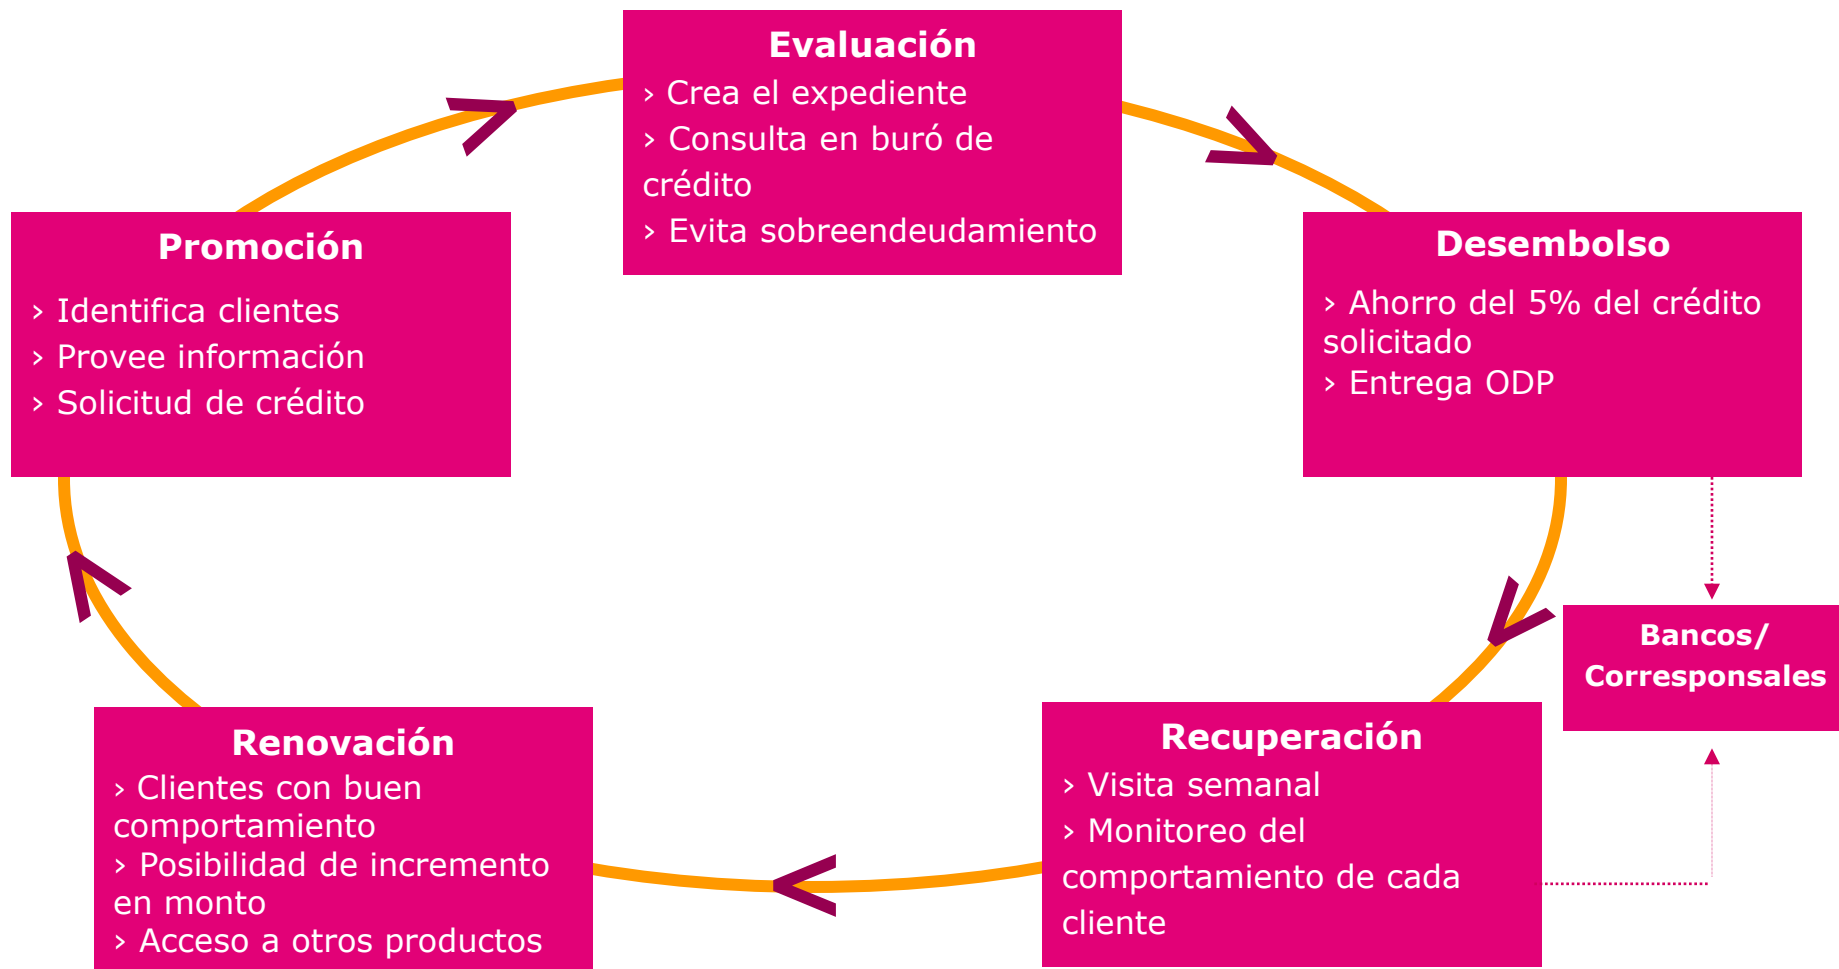 Evaluación
› Crea el expediente
› Consulta en buró de
crédito
› Evita sobreendeudamiento
Promoción
› Identifica clientes
› Provee información
› Solicitud de crédito
Desembolso
› Ahorro del 5% del crédito
solicitado
› Entrega ODP
Bancos/
Corresponsales
Renovación
› Clientes con buen
comportamiento
› Posibilidad de incremento
en monto
› Acceso a otros productos
Recuperación
› Visita semanal
› Monitoreo del
comportamiento de cada
cliente